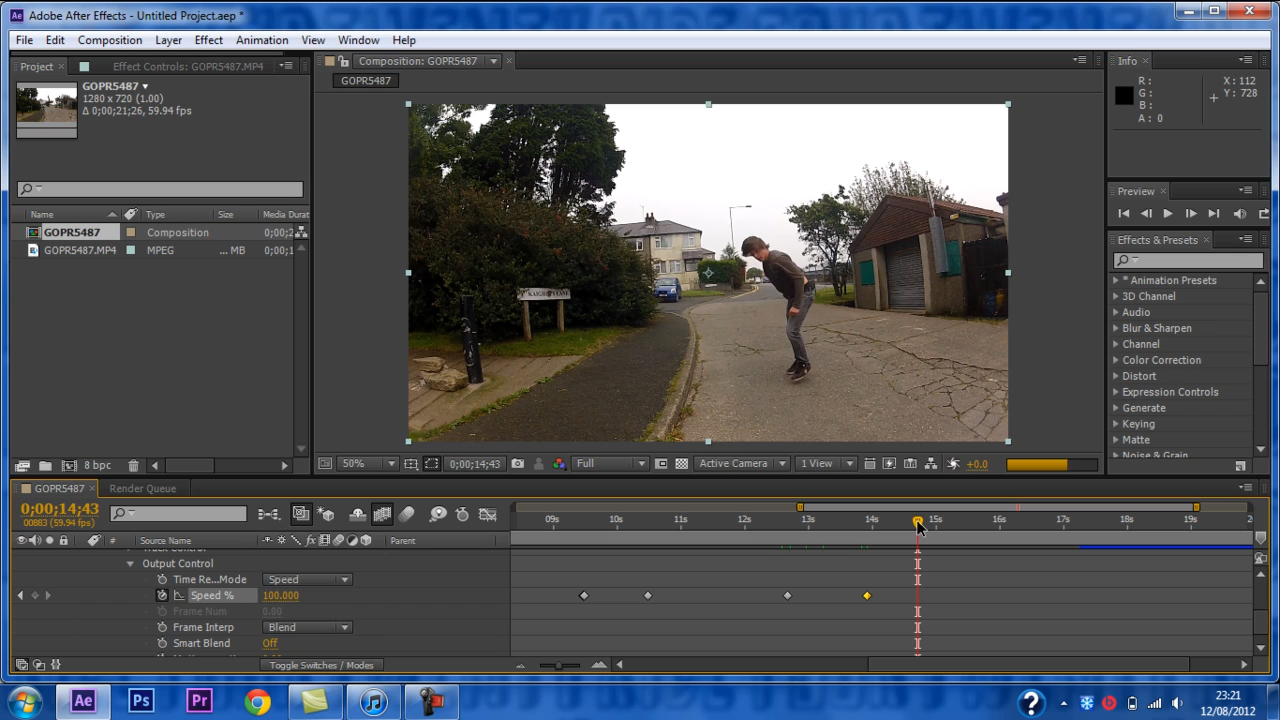 Ae Adobe After Effects - Untitled Project.aep *
File Edit Composition Layer Effect Animation View Window Help
Project × Effect Controls: GOPR5487.MP4
GOPR5487▼
1280 x 720 (1.00)
Δ 0;00;21;26, 59.94 fps
Name Type Size Media Durat
GOPR5487 Composition 0;00;2
GOPR5487.MP4 MPEG ... MB 0;00;1
8 bpc
Composition: GOPR5487
GOPR5487
50% 0;00;14;43 Full Active Camera 1 View +0.0
Info ×
R : X : 112
G : Y : 728
B :
A : 0
Preview ×
Effects & Presets ×
* Animation Presets
3D Channel
Audio
Blur & Sharpen
Channel
Color Correction
Distort
Expression Controls
Generate
Keying
Matte
Noise & Grain
GOPR5487 × Render Queue
0;00;14;43
00883 (59.94 fps)
09s 10s 11s 12s 13s 14s 15s 16s 17s 18s 19s 2
# Source Name Parent
Output Control
Time Re...Mode Speed
Speed % 100.000
Frame Num 0.00
Frame Interp Blend
Smart Blend Off
Toggle Switches / Modes
Ae Ps Pr
? 23:21
12/08/2012